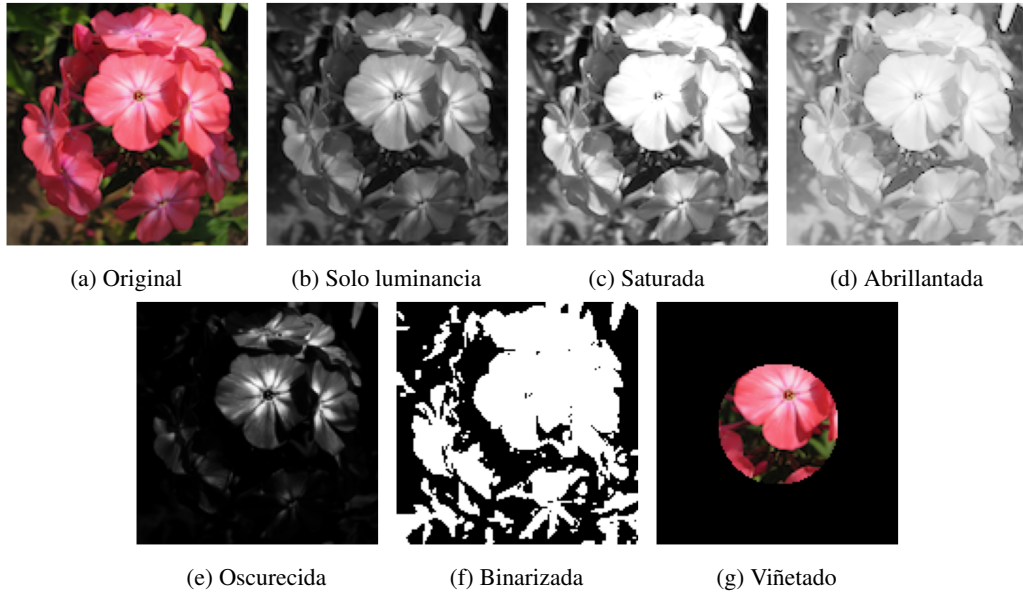 (a) Original
(b) Solo luminancia
(c) Saturada
(d) Abrillantada
(e) Oscurecida
(f) Binarizada
(g) Viñetado